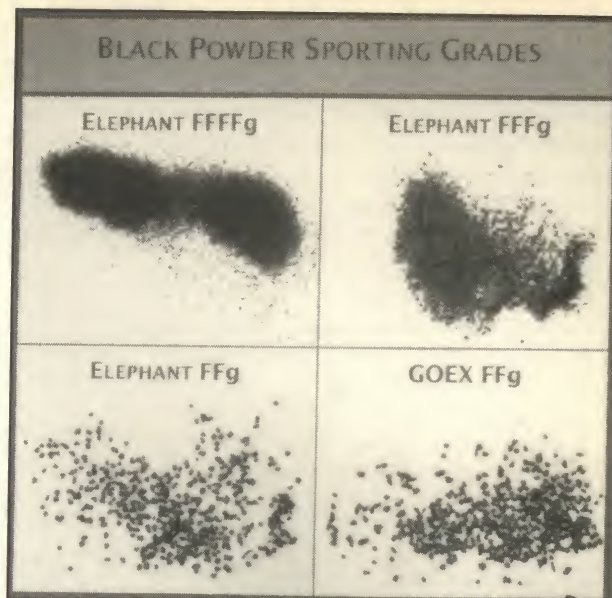 BLACK POWDER SPORTING GRADES
ELEPHANT FFFFg
ELEPHANT FFFg
ELEPHANT FFg
GOEX FFg